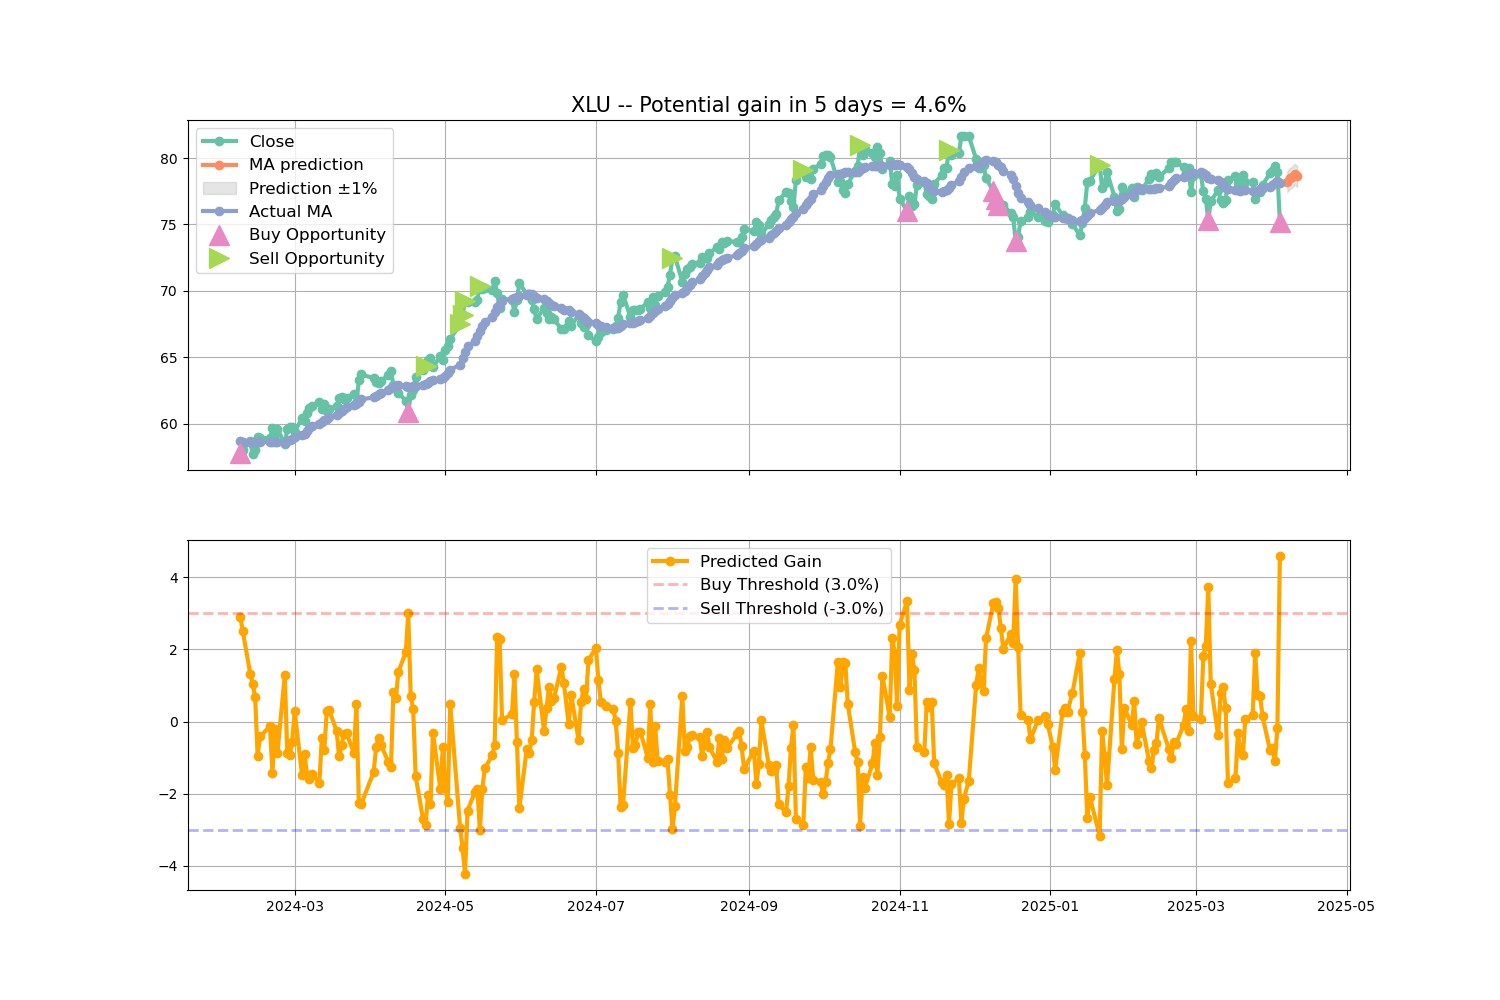 XLU -- Potential gain in 5 days = 4.6%
Close
MA prediction
Prediction ±1%
Actual MA
Buy Opportunity
Sell Opportunity
80
75
70
65
60
Predicted Gain
Buy Threshold (3.0%)
Sell Threshold (-3.0%)
4
2
0
−2
−4
2024-03 2024-05 2024-07 2024-09 2024-11 2025-01 2025-03 2025-05